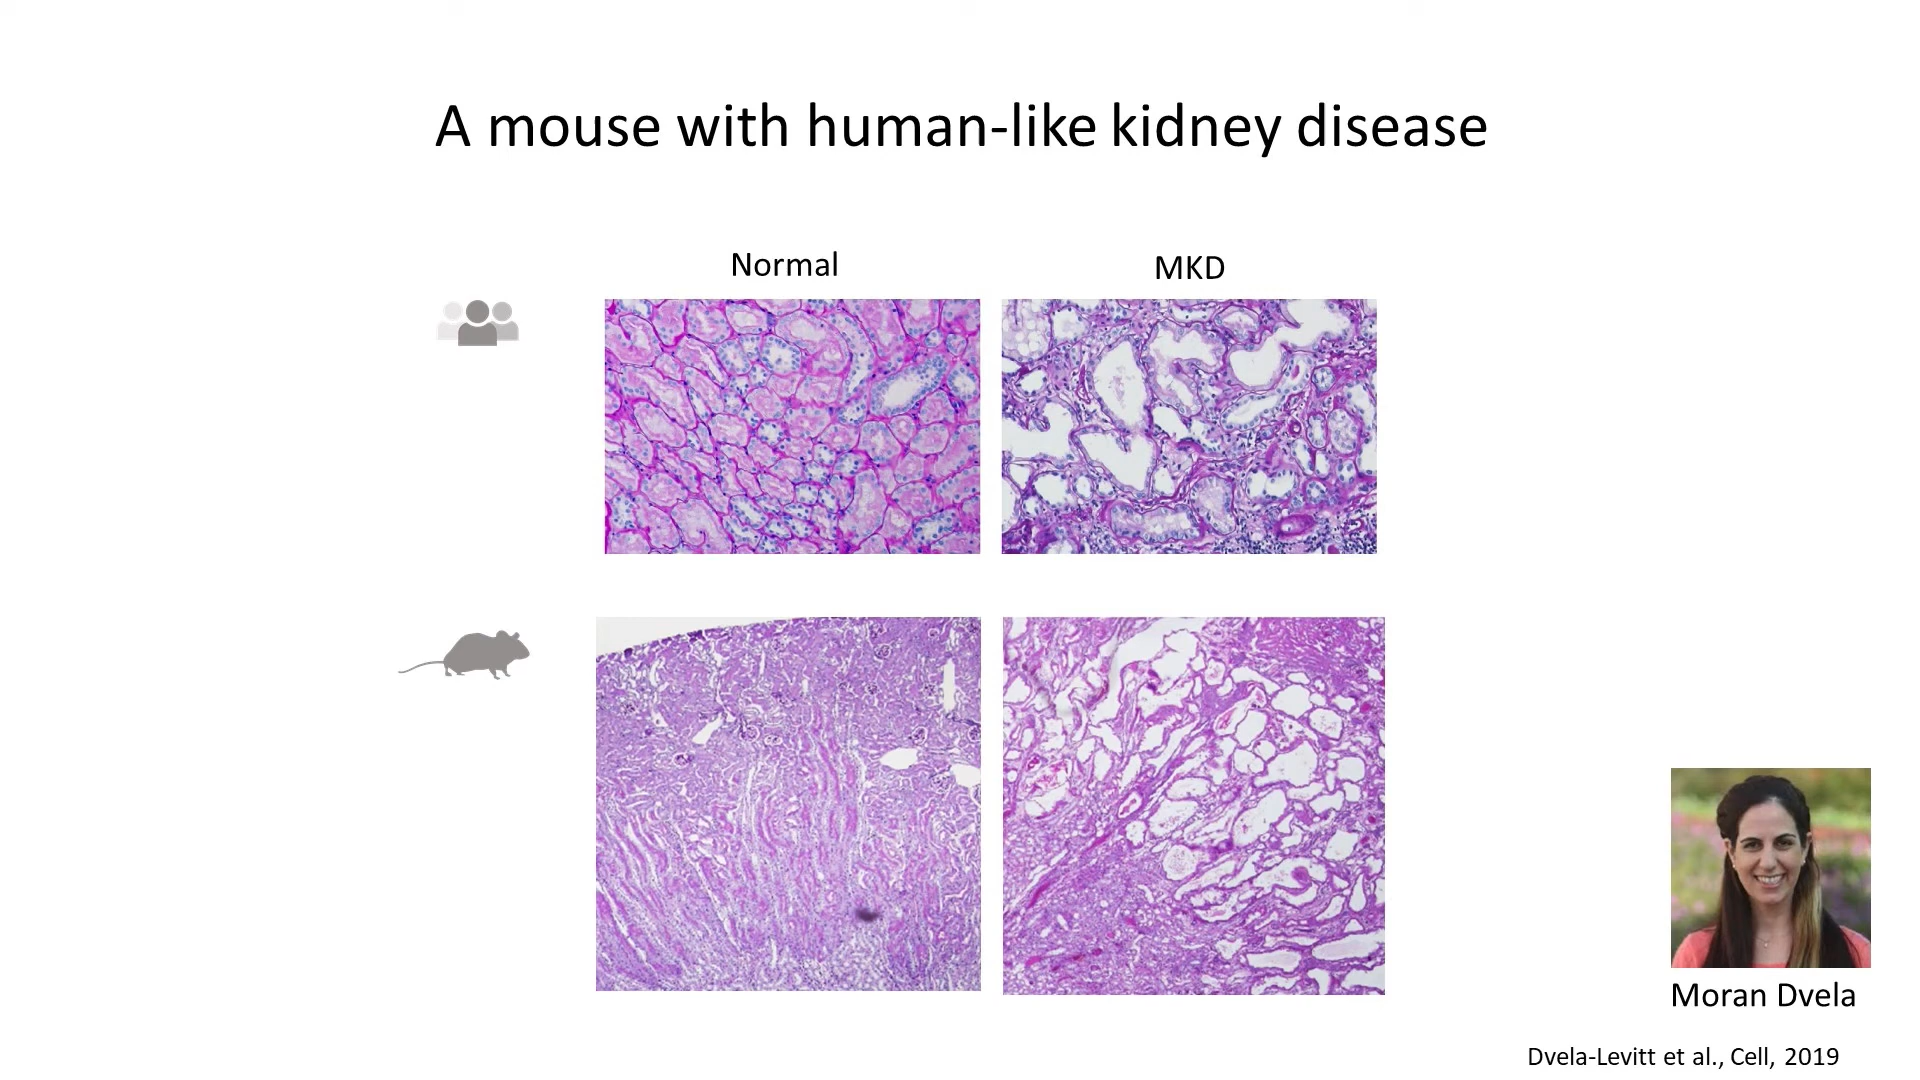 A mouse with human-like kidney disease
Normal
MKD
Moran Dvela
Dvela-Levitt et al., Cell, 2019